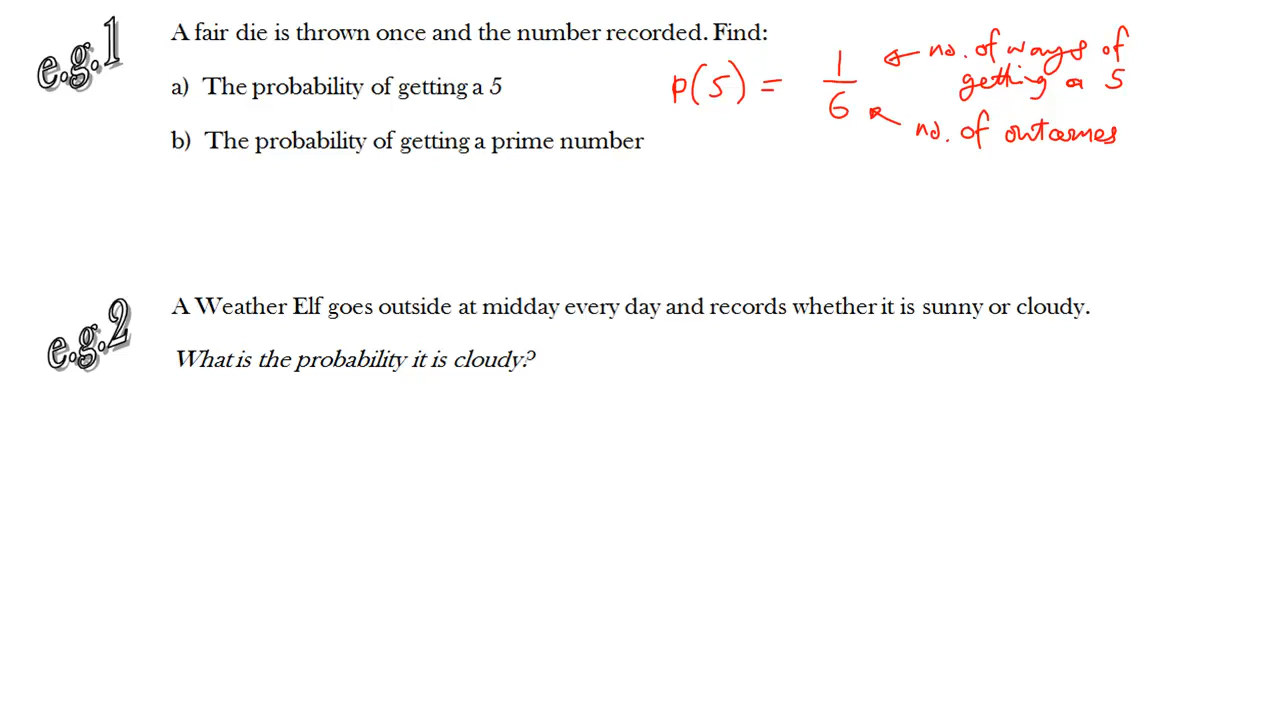 e.g.1
A fair die is thrown once and the number recorded. Find:
a) The probability of getting a 5
b) The probability of getting a prime number
P(5) = 1/6
← no. of ways of
getting a 5
← no. of outcomes
e.g.2
A Weather Elf goes outside at midday every day and records whether it is sunny or cloudy.
What is the probability it is cloudy?